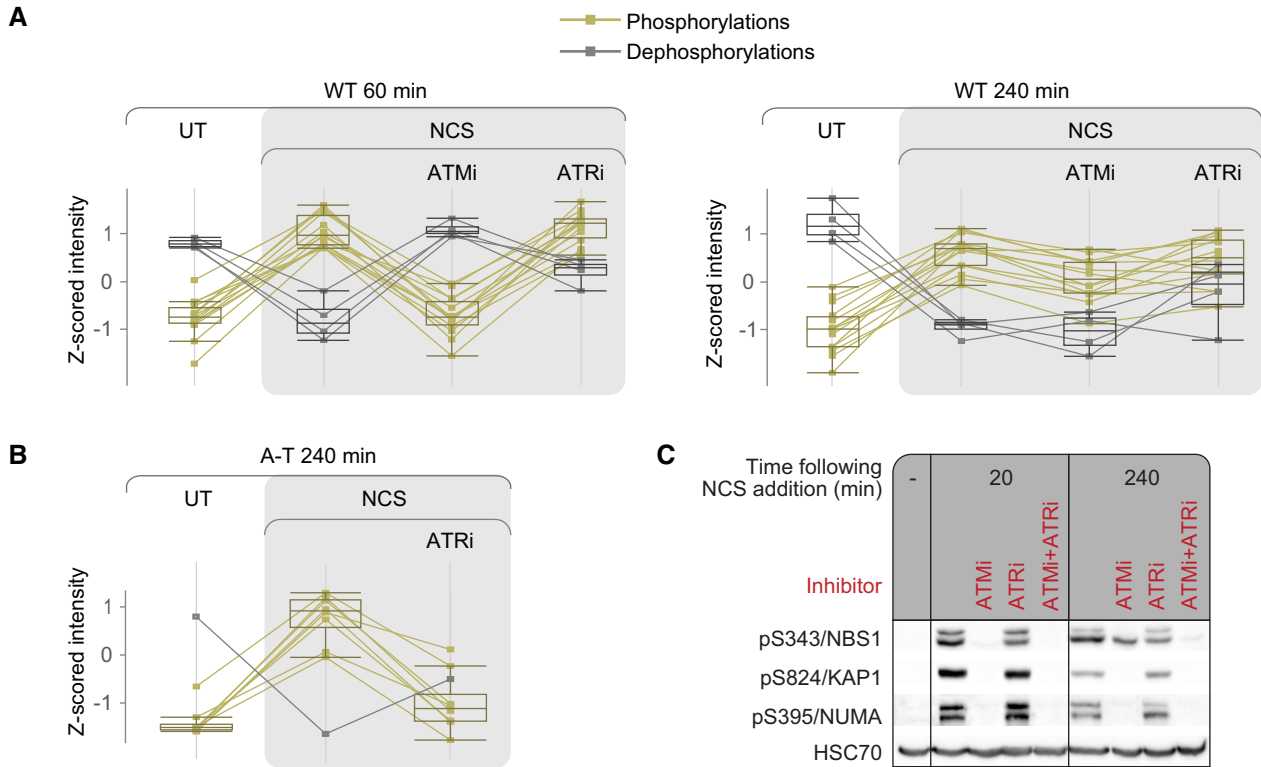 A
Phosphorylations
Dephosphorylations
WT 60 min
UT
NCS
ATMi
ATRi
Z-scored intensity
1
0
-1
WT 240 min
UT
NCS
ATMi
ATRi
Z-scored intensity
1
0
-1
B
A-T 240 min
UT
NCS
ATRi
Z-scored intensity
1
0
-1
C
Time following
NCS addition (min)
-
20
240
Inhibitor
ATMi
ATRi
ATMi+ATRi
ATMi
ATRi
ATMi+ATRi
pS343/NBS1
pS824/KAP1
pS395/NUMA
HSC70